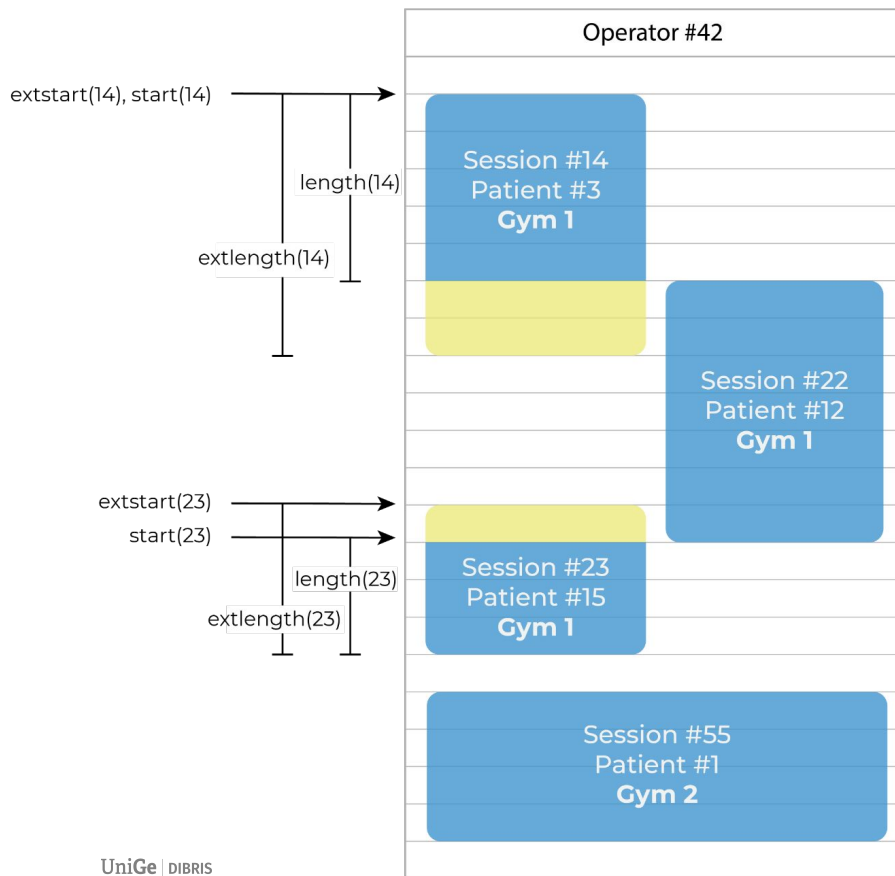 Operator #42
extstart(14), start(14)
length(14)
extlength(14)
Session #14
Patient #3
Gym 1
Session #22
Patient #12
Gym 1
extstart(23)
start(23)
length(23)
extlength(23)
Session #23
Patient #15
Gym 1
Session #55
Patient #1
Gym 2
UniGe | DIBRIS